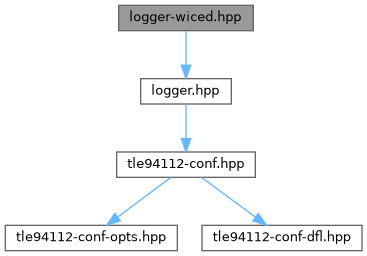 logger-wiced.hpp
logger.hpp
tle94112-conf.hpp
tle94112-conf-opts.hpp
tle94112-conf-dfl.hpp